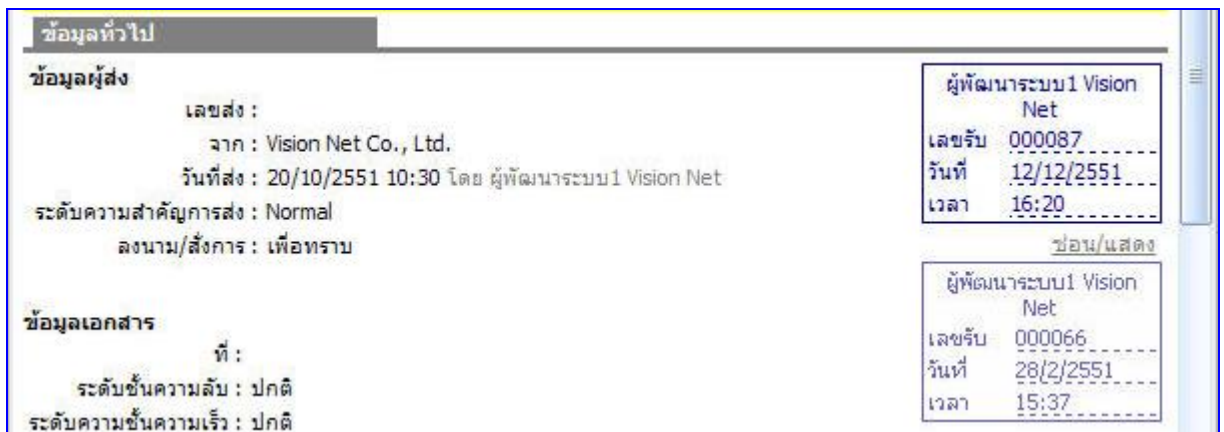 ข้อมูลทั่วไป
ข้อมูลผู้ส่ง
เลขส่ง :
จาก : Vision Net Co., Ltd.
วันที่ส่ง : 20/10/2551 10:30 โดย ผู้พัฒนาระบบ1 Vision Net
ระดับความสำคัญการส่ง : Normal
ลงนาม/สั่งการ : เพื่อทราบ
ข้อมูลเอกสาร
ที่ :
ระดับชั้นความลับ : ปกติ
ระดับความชั้นความเร็ว : ปกติ
ผู้พัฒนาระบบ1 Vision
Net
เลขรับ 000087
วันที่ 12/12/2551
เวลา 16:20
ซ่อน/แสดง
ผู้พัฒนาระบบ1 Vision
Net
เลขรับ 000066
วันที่ 28/2/2551
เวลา 15:37